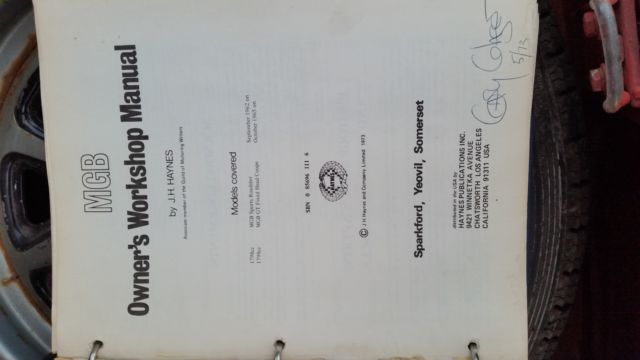 MGB
Owner's Workshop Manual
by J.H. HAYNES
Associate member of the Guild of Motoring Writers
Models covered
1798cc MGB Sports Roadster September 1962 on
1798cc MGB GT Fixed Head Coupe October 1965 on
SBN 0 85696 111 6
© J H Haynes and Company Limited 1973
Sparkford, Yeovil, Somerset
distributed in the USA by
HAYNES PUBLICATIONS INC.
9421 WINNETKA AVENUE
CHATSWORTH LOS ANGELES
CALIFORNIA 91311 USA
5/73